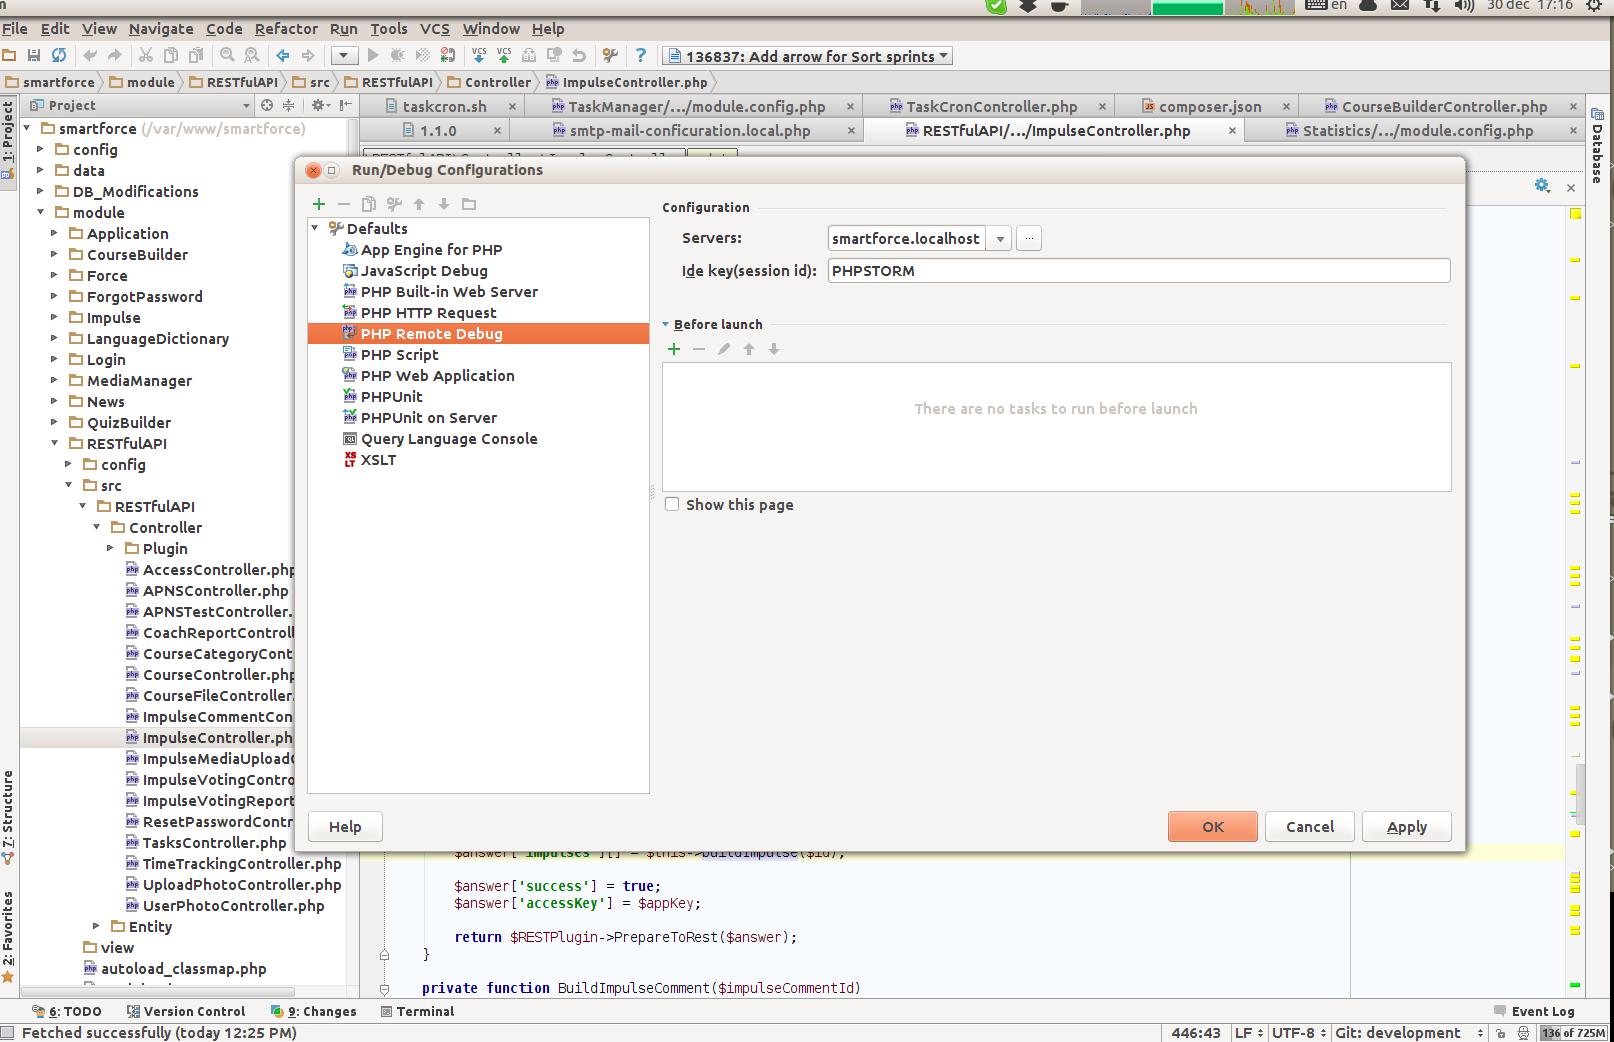 en
30 dec 17:16
File Edit View Navigate Code Refactor Run Tools VCS Window Help
136837: Add arrow for Sort sprints
smartforce module RESTfulAPI src RESTfulAPI Controller ImpulseController.php
Project
taskcron.sh TaskManager/.../module.config.php TaskCronController.php composer.json CourseBuilderController.php
1.1.0 smtp-mail-conficuration.local.php RESTfulAPI/.../ImpulseController.php Statistics/.../module.config.php
1: Project
7: Structure
2: Favorites
Database
smartforce (/var/www/smartforce)
config
data
DB_Modifications
module
Application
CourseBuilder
Force
ForgotPassword
Impulse
LanguageDictionary
Login
MediaManager
News
QuizBuilder
RESTfulAPI
config
src
RESTfulAPI
Controller
Plugin
AccessController.php
APNSController.php
APNSTestController.
CoachReportControll
CourseCategoryCont
CourseController.php
CourseFileController.
ImpulseCommentCon
ImpulseController.ph
ImpulseMediaUpload
ImpulseVotingContro
ImpulseVotingReport
ResetPasswordContr
TasksController.php
TimeTrackingController.php
UploadPhotoController.php
UserPhotoController.php
Entity
view
autoload_classmap.php
Run/Debug Configurations
Defaults
App Engine for PHP
JavaScript Debug
PHP Built-in Web Server
PHP HTTP Request
PHP Remote Debug
PHP Script
PHP Web Application
PHPUnit
PHPUnit on Server
Query Language Console
XSLT
Configuration
Servers: smartforce.localhost ...
Ide key(session id): PHPSTORM
Before launch
There are no tasks to run before launch
Show this page
Help OK Cancel Apply
$answer['impulses'][] = $this->buildImpulse($id);
$answer['success'] = true;
$answer['accessKey'] = $appKey;
return $RESTPlugin->PrepareToRest($answer);
}
private function BuildImpulseComment($impulseCommentId)
6: TODO Version Control 9: Changes Terminal Event Log
Fetched successfully (today 12:25 PM) 446:43 LF UTF-8 Git: development 136 of 725M